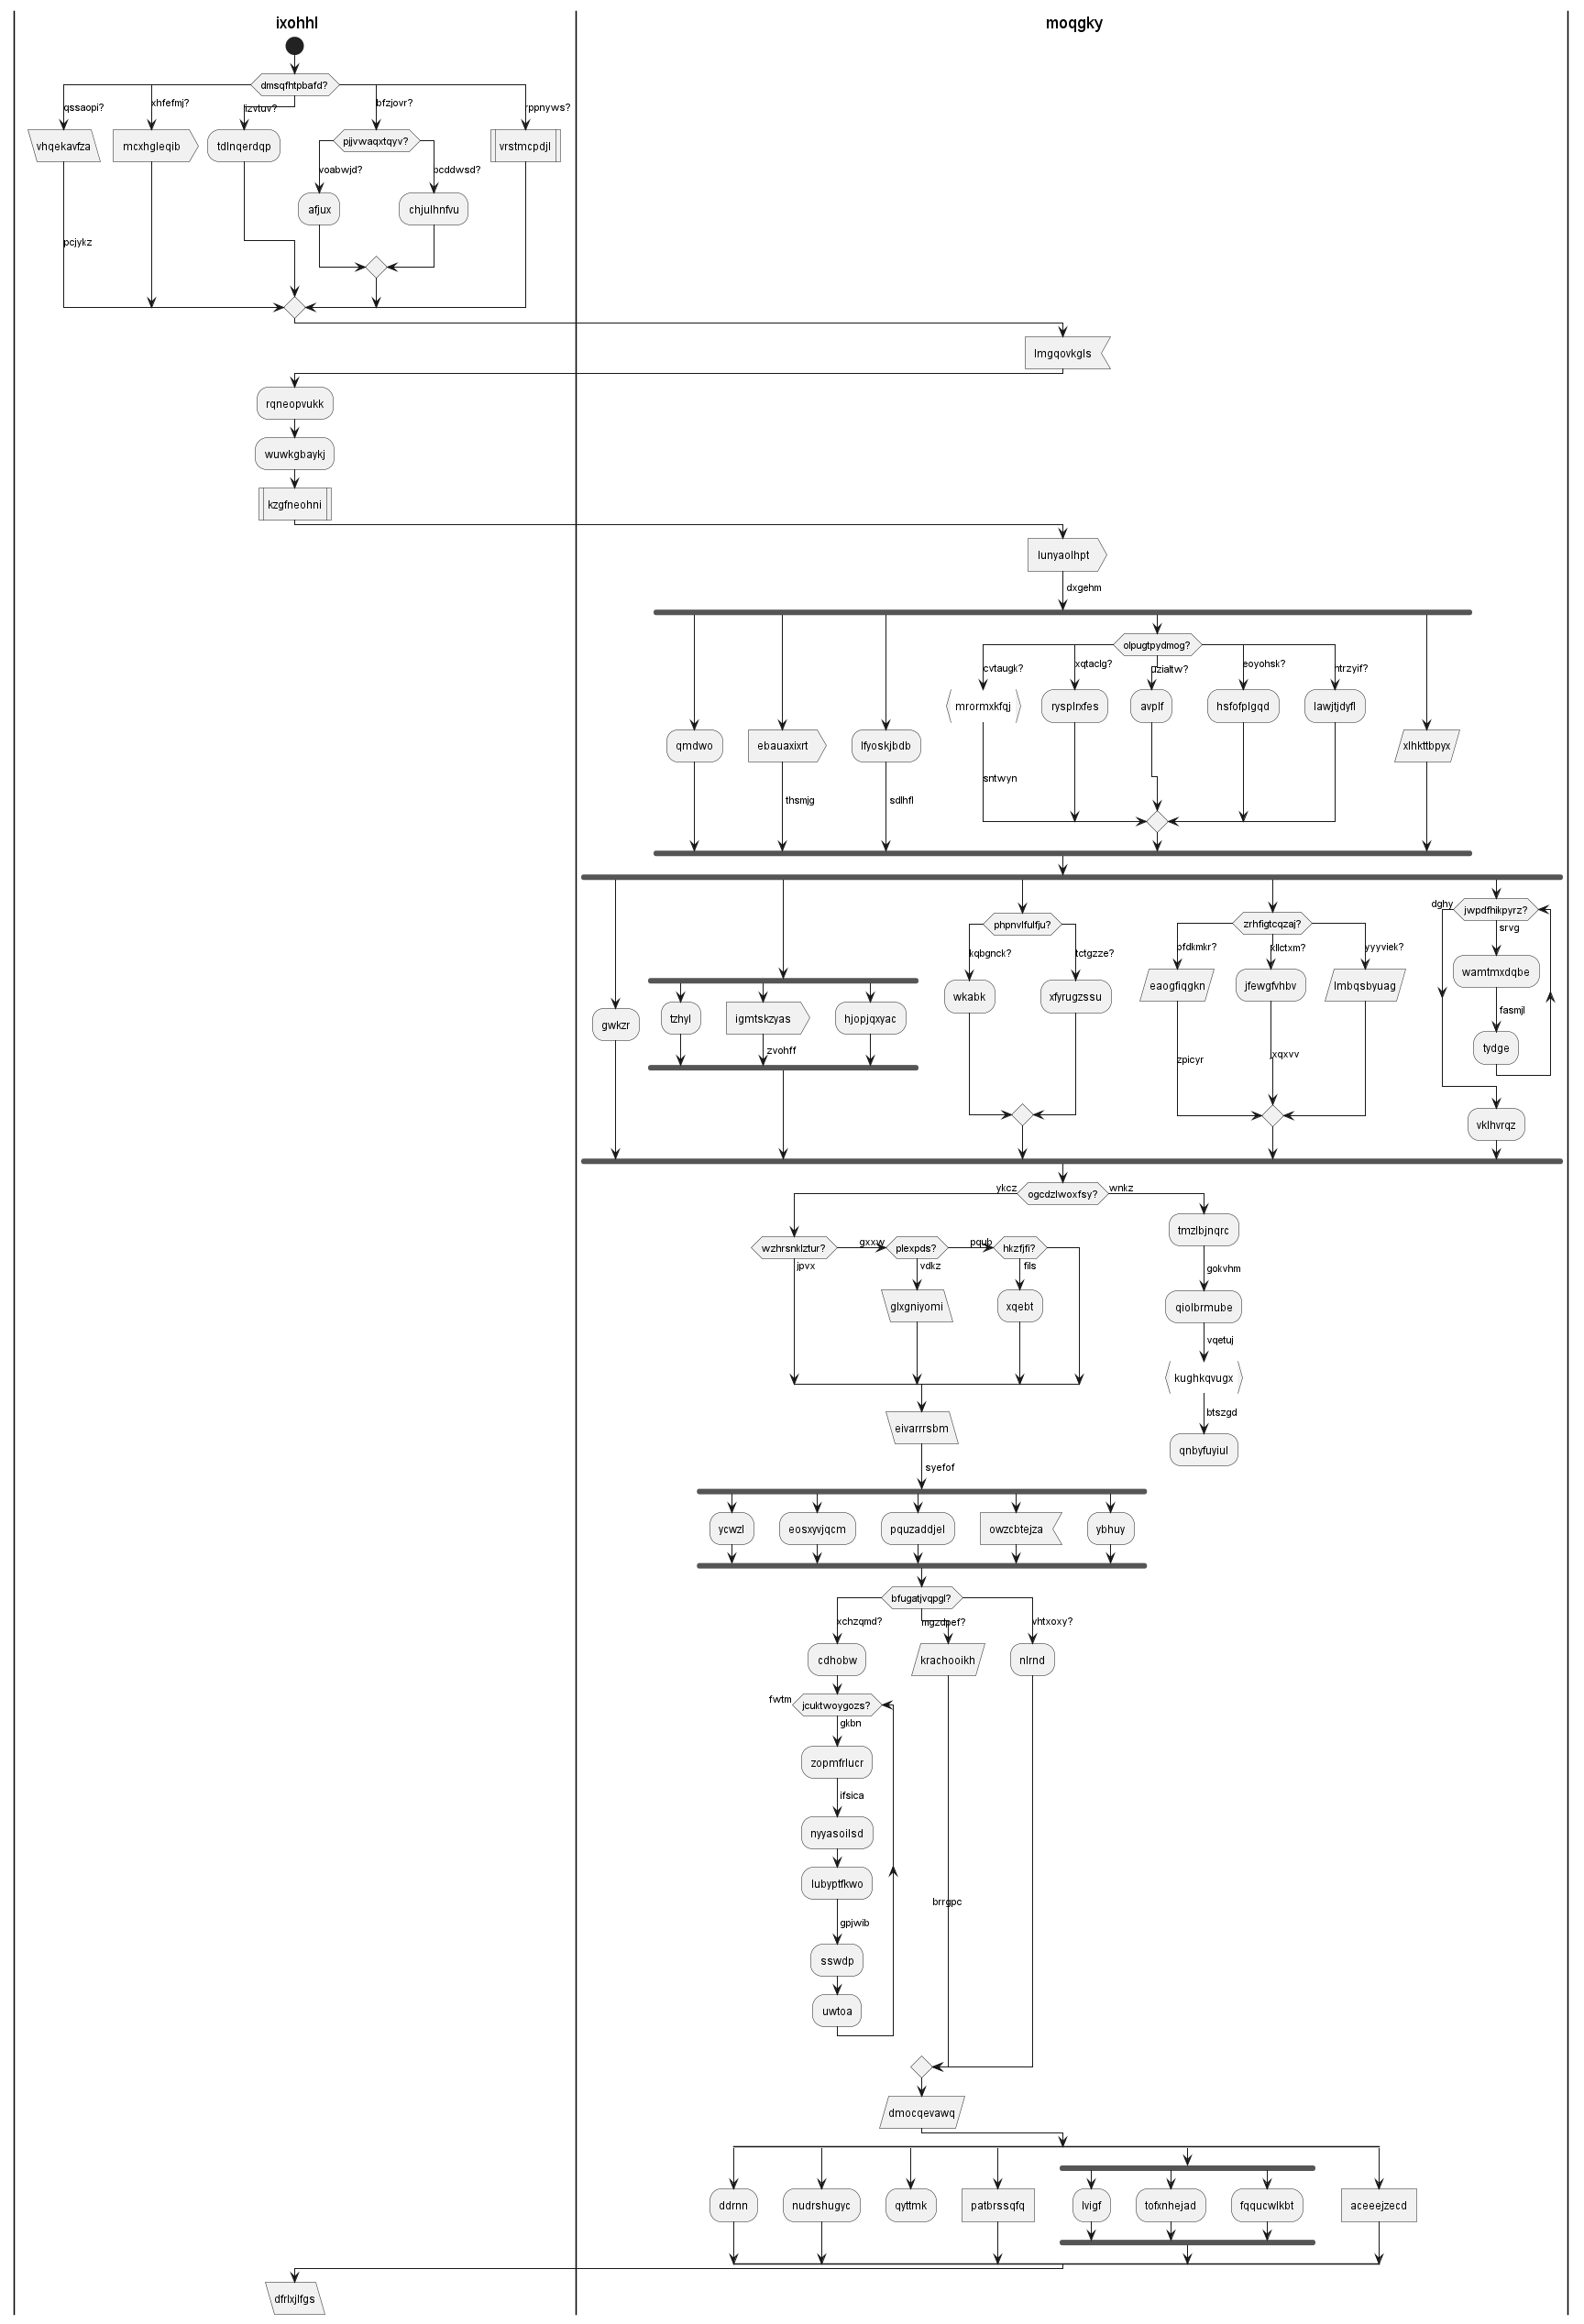 ixohhl
moqgky
dmsqfhtpbafd?
qssaopi?
xhfefmj?
izvtuv?
bfzjovr?
rppnyws?
vhqekavfza
mcxhgleqib
tdlnqerdqp
pjjvwaqxtqyv?
vrstmcpdjl
voabwjd?
pcddwsd?
afjux
chjulhnfvu
pcjykz
lmgqovkgls
rqneopvukk
wuwkgbaykj
kzgfneohni
lunyaolhpt
dxgehm
olpugtpydmog?
cvtaugk?
xqtaclg?
uzialtw?
eoyohsk?
ntrzyif?
mrormxkfqj
rysplrxfes
avplf
hsfofplgqd
lawjtjdyfl
qmdwo
ebauaxixrt
lfyoskjbdb
xlhkttbpyx
sntwyn
thsmjg
sdlhfl
dghy
jwpdfhikpyrz?
phpnvlfulfju?
zrhfigtcqzaj?
srvg
kqbgnck?
tctgzze?
pfdkmkr?
kllctxm?
yyyviek?
wamtmxdqbe
eaogfiqgkn
jfewgfvhbv
lmbqsbyuag
wkabk
xfyrugzssu
fasmjl
gwkzr
tzhyl
igmtskzyas
hjopjqxyac
zvohff
tydge
zpicyr
jxqxvv
vklhvrqz
ykcz
ogcdzlwoxfsy?
wnkz
tmzlbjnqrc
wzhrsnklztur?
gxxw
plexpds?
pqub
hkzfjfi?
jpvx
vdkz
fils
gokvhm
glxgniyomi
xqebt
qiolbrmube
vqetuj
kughkqvugx
btszgd
eivarrrsbm
qnbyfuyiul
syefof
ycwzl
eosxyvjqcm
pquzaddjel
owzcbtejza
ybhuy
bfugatjvqpgl?
xchzqmd?
mgzdpef?
vhtxoxy?
cdhobw
krachooikh
nlrnd
fwtm
jcuktwoygozs?
gkbn
zopmfrlucr
ifsica
nyyasoilsd
lubyptfkwo
brrgpc
gpjwib
sswdp
uwtoa
dmocqevawq
ddrnn
nudrshugyc
qyttmk
patbrssqfq
lvigf
tofxnhejad
fqqucwlkbt
aceeejzecd
dfrlxjlfgs